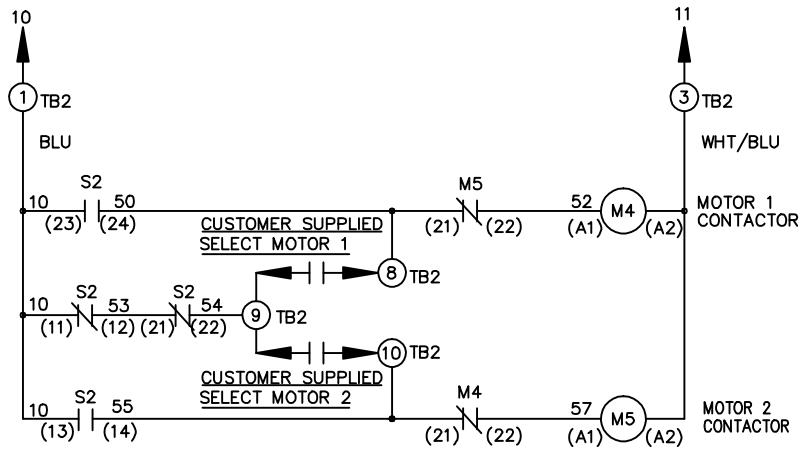 10 11
1 TB2 3 TB2
BLU WHT/BLU
S2 M5
10 50 52 M4 MOTOR 1
(23) (24) (21) (22) (A1) (A2) CONTACTOR
CUSTOMER SUPPLIED
SELECT MOTOR 1
8 TB2
S2 S2
10 53 54 9 TB2
(11) (12) (21) (22)
10 TB2
CUSTOMER SUPPLIED
SELECT MOTOR 2
S2 M4
10 55 57 M5 MOTOR 2
(13) (14) (21) (22) (A1) (A2) CONTACTOR